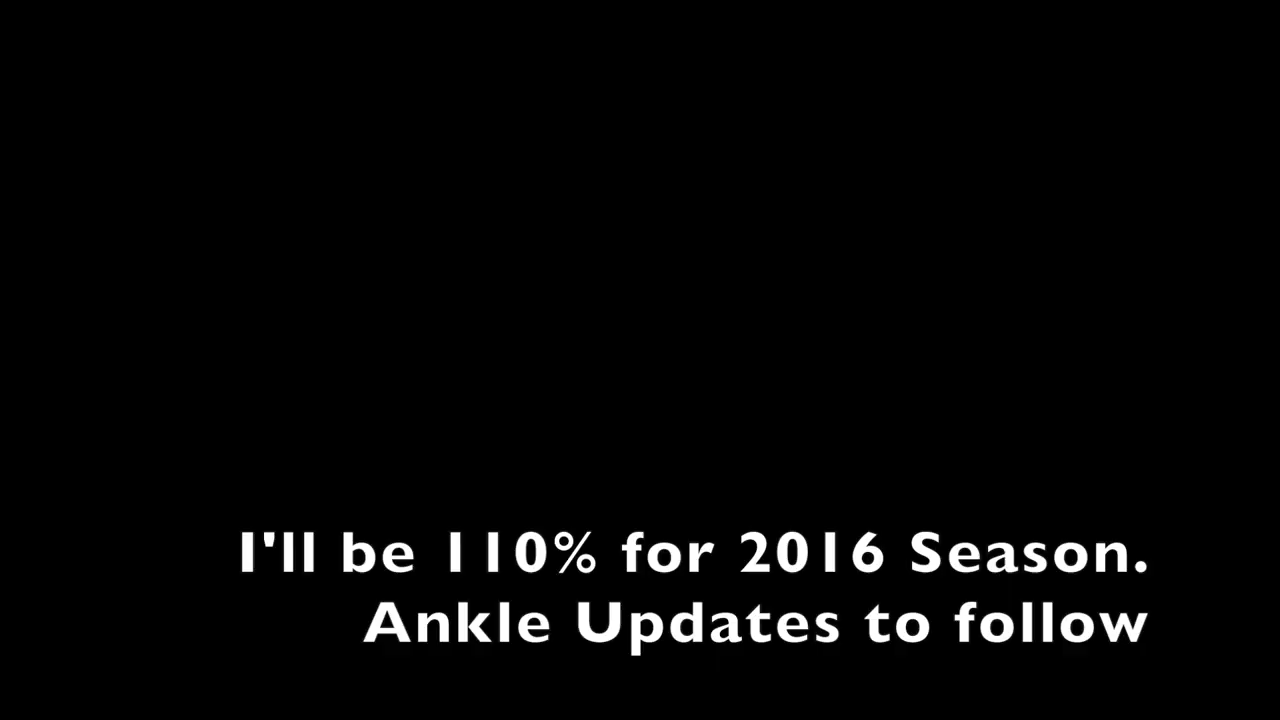 I'll be 110% for 2016 Season.
Ankle Updates to follow